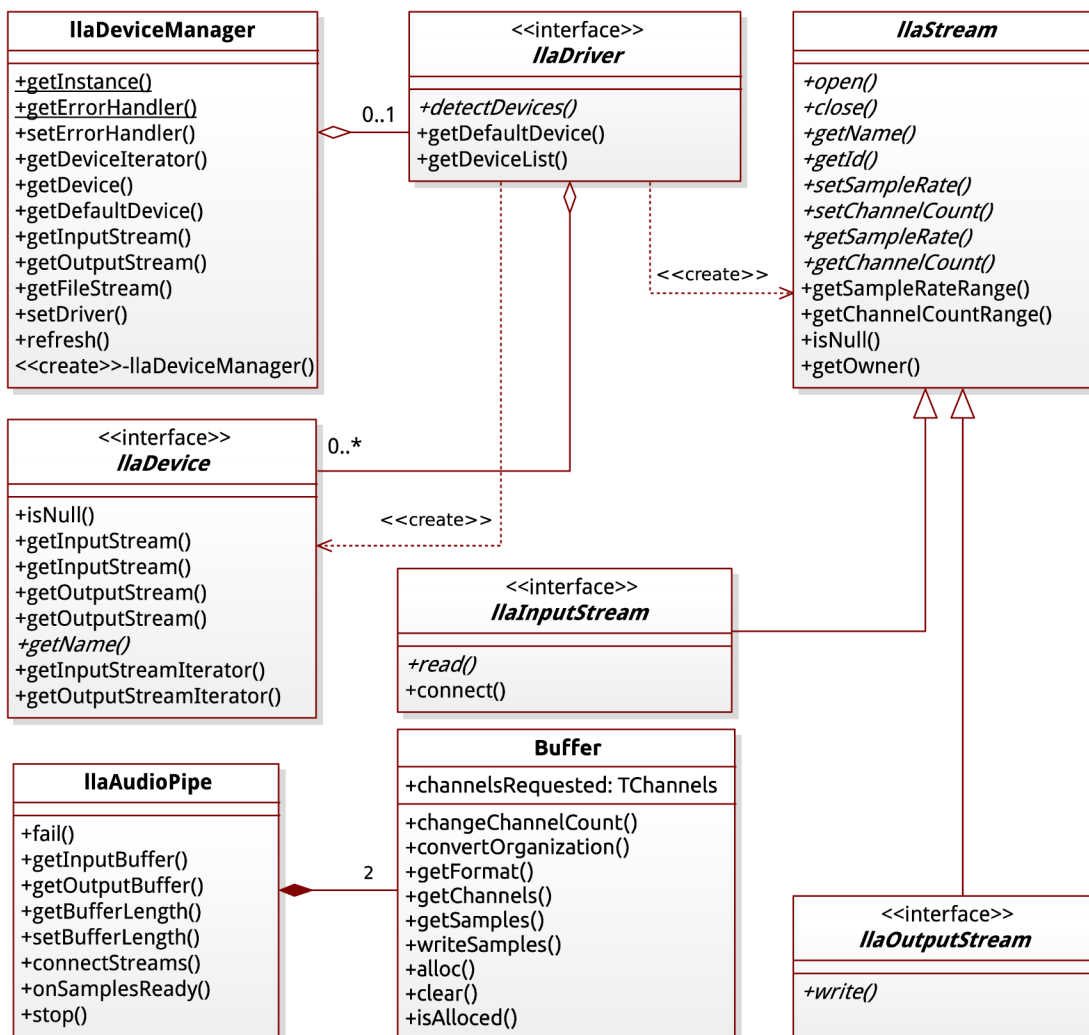 llaDeviceManager
+getInstance()
+getErrorHandler()
+setErrorHandler()
+getDeviceIterator()
+getDevice()
+getDefaultDevice()
+getInputStream()
+getOutputStream()
+getFileStream()
+setDriver()
+refresh()
<<create>>-llaDeviceManager()
0..1
<<interface>>
llaDriver
+detectDevices()
+getDefaultDevice()
+getDeviceList()
<<create>>
llaStream
+open()
+close()
+getName()
+getId()
+setSampleRate()
+setChannelCount()
+getSampleRate()
+getChannelCount()
+getSampleRateRange()
+getChannelCountRange()
+isNull()
+getOwner()
<<interface>>
llaDevice
+isNull()
+getInputStream()
+getInputStream()
+getOutputStream()
+getOutputStream()
+getName()
+getInputStreamIterator()
+getOutputStreamIterator()
0..*
<<create>>
<<interface>>
llaInputStream
+read()
+connect()
llaAudioPipe
+fail()
+getInputBuffer()
+getOutputBuffer()
+getBufferLength()
+setBufferLength()
+connectStreams()
+onSamplesReady()
+stop()
2
Buffer
+channelsRequested: TChannels
+changeChannelCount()
+convertOrganization()
+getFormat()
+getChannels()
+getSamples()
+writeSamples()
+alloc()
+clear()
+isAlloced()
<<interface>>
llaOutputStream
+write()